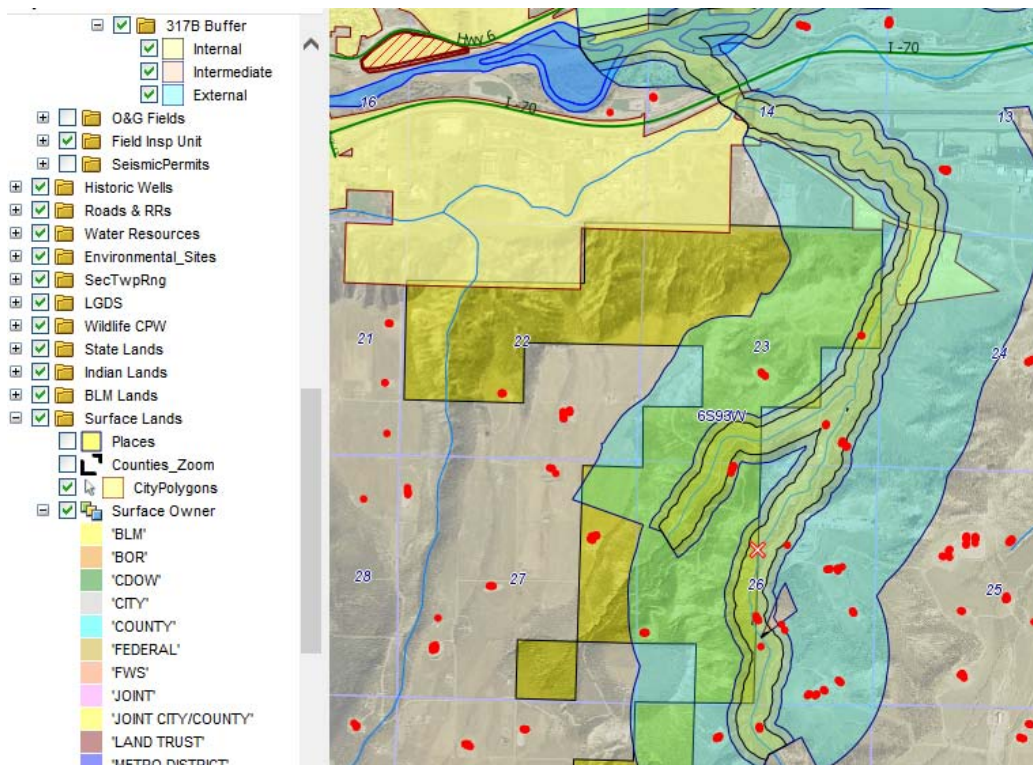 317B Buffer
Internal
Intermediate
External
O&G Fields
Field Insp Unit
SeismicPermits
Historic Wells
Roads & RRs
Water Resources
Environmental_Sites
SecTwpRng
LGDS
Wildlife CPW
State Lands
Indian Lands
BLM Lands
Surface Lands
Places
Counties_Zoom
CityPolygons
Surface Owner
'BLM'
'BOR'
'CDOW'
'CITY'
'COUNTY'
'FEDERAL'
'FWS'
'JOINT'
'JOINT CITY/COUNTY'
'LAND TRUST'
'METRO DISTRICT'
Hwy 6
I-70
16
I-70
14
13
21
22
23
24
6S93W
28
27
26
25